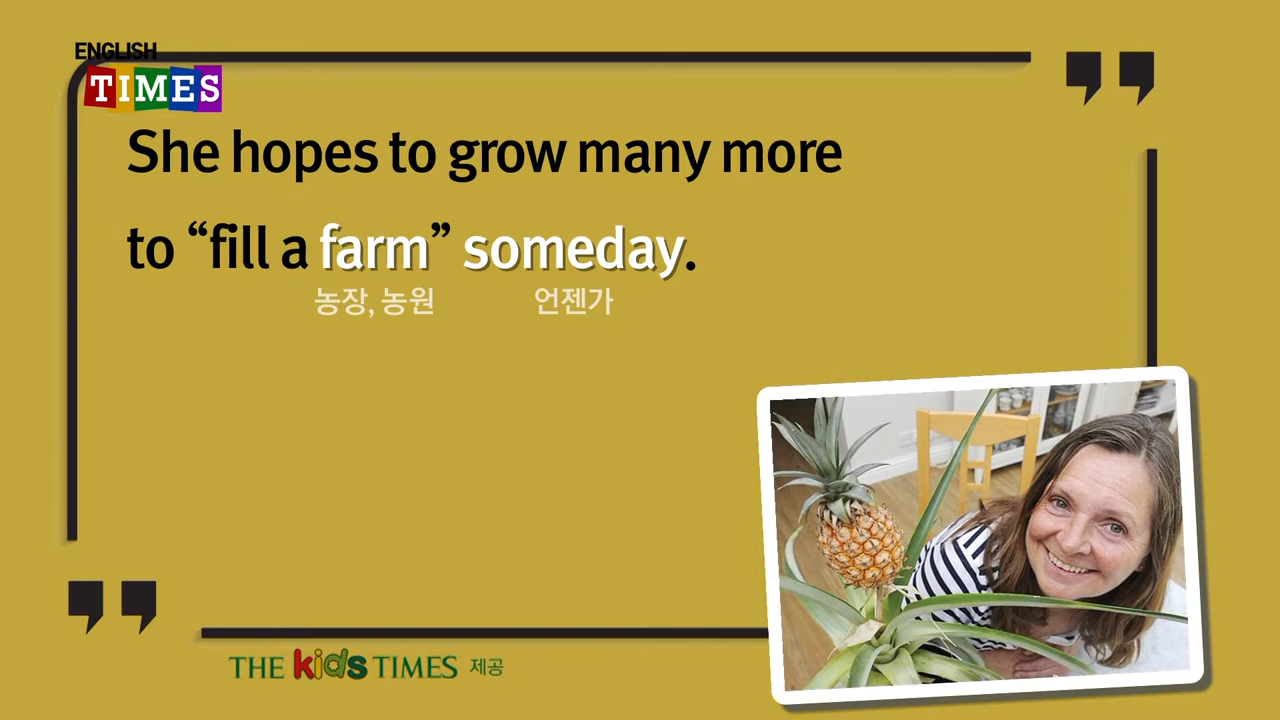 ENGLISH
TIMES
She hopes to grow many more
to “fill a farm” someday.
농장, 농원 언젠가
THE kids TIMES 제공